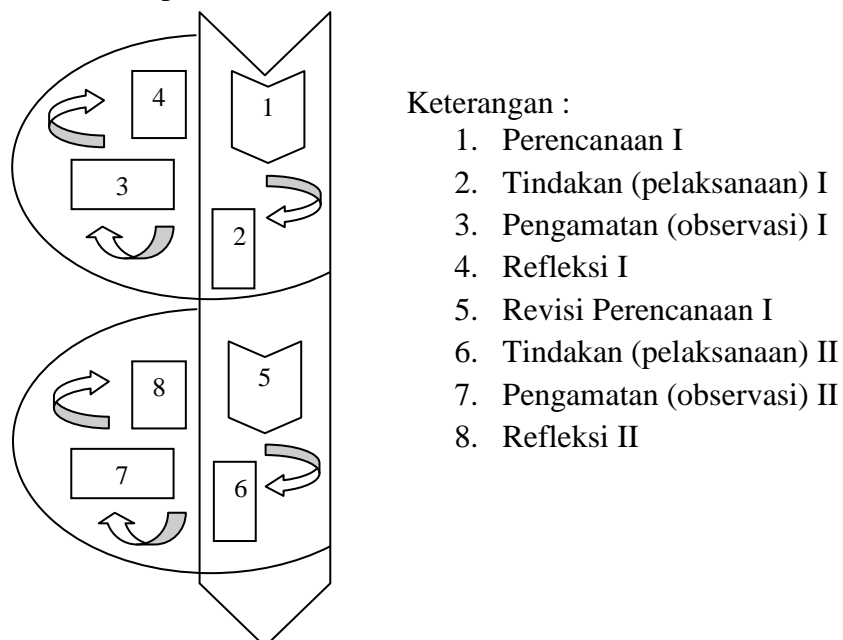 4
1
3
2
8
5
7
6
Keterangan :
1. Perencanaan I
2. Tindakan (pelaksanaan) I
3. Pengamatan (observasi) I
4. Refleksi I
5. Revisi Perencanaan I
6. Tindakan (pelaksanaan) II
7. Pengamatan (observasi) II
8. Refleksi II